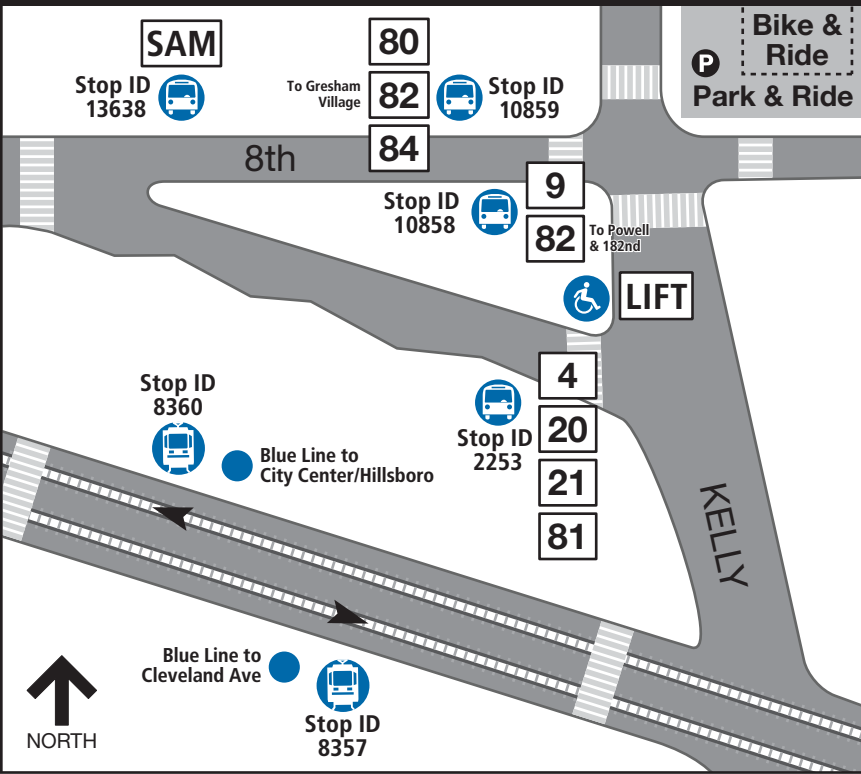 SAM
Stop ID
13638
80
To Gresham
Village
82
84
Stop ID
10859
P
Bike &
Ride
Park & Ride
8th
Stop ID
10858
9
82
To Powell
& 182nd
LIFT
Stop ID
8360
Blue Line to
City Center/Hillsboro
Stop ID
2253
4
20
21
81
KELLY
Blue Line to
Cleveland Ave
Stop ID
8357
NORTH